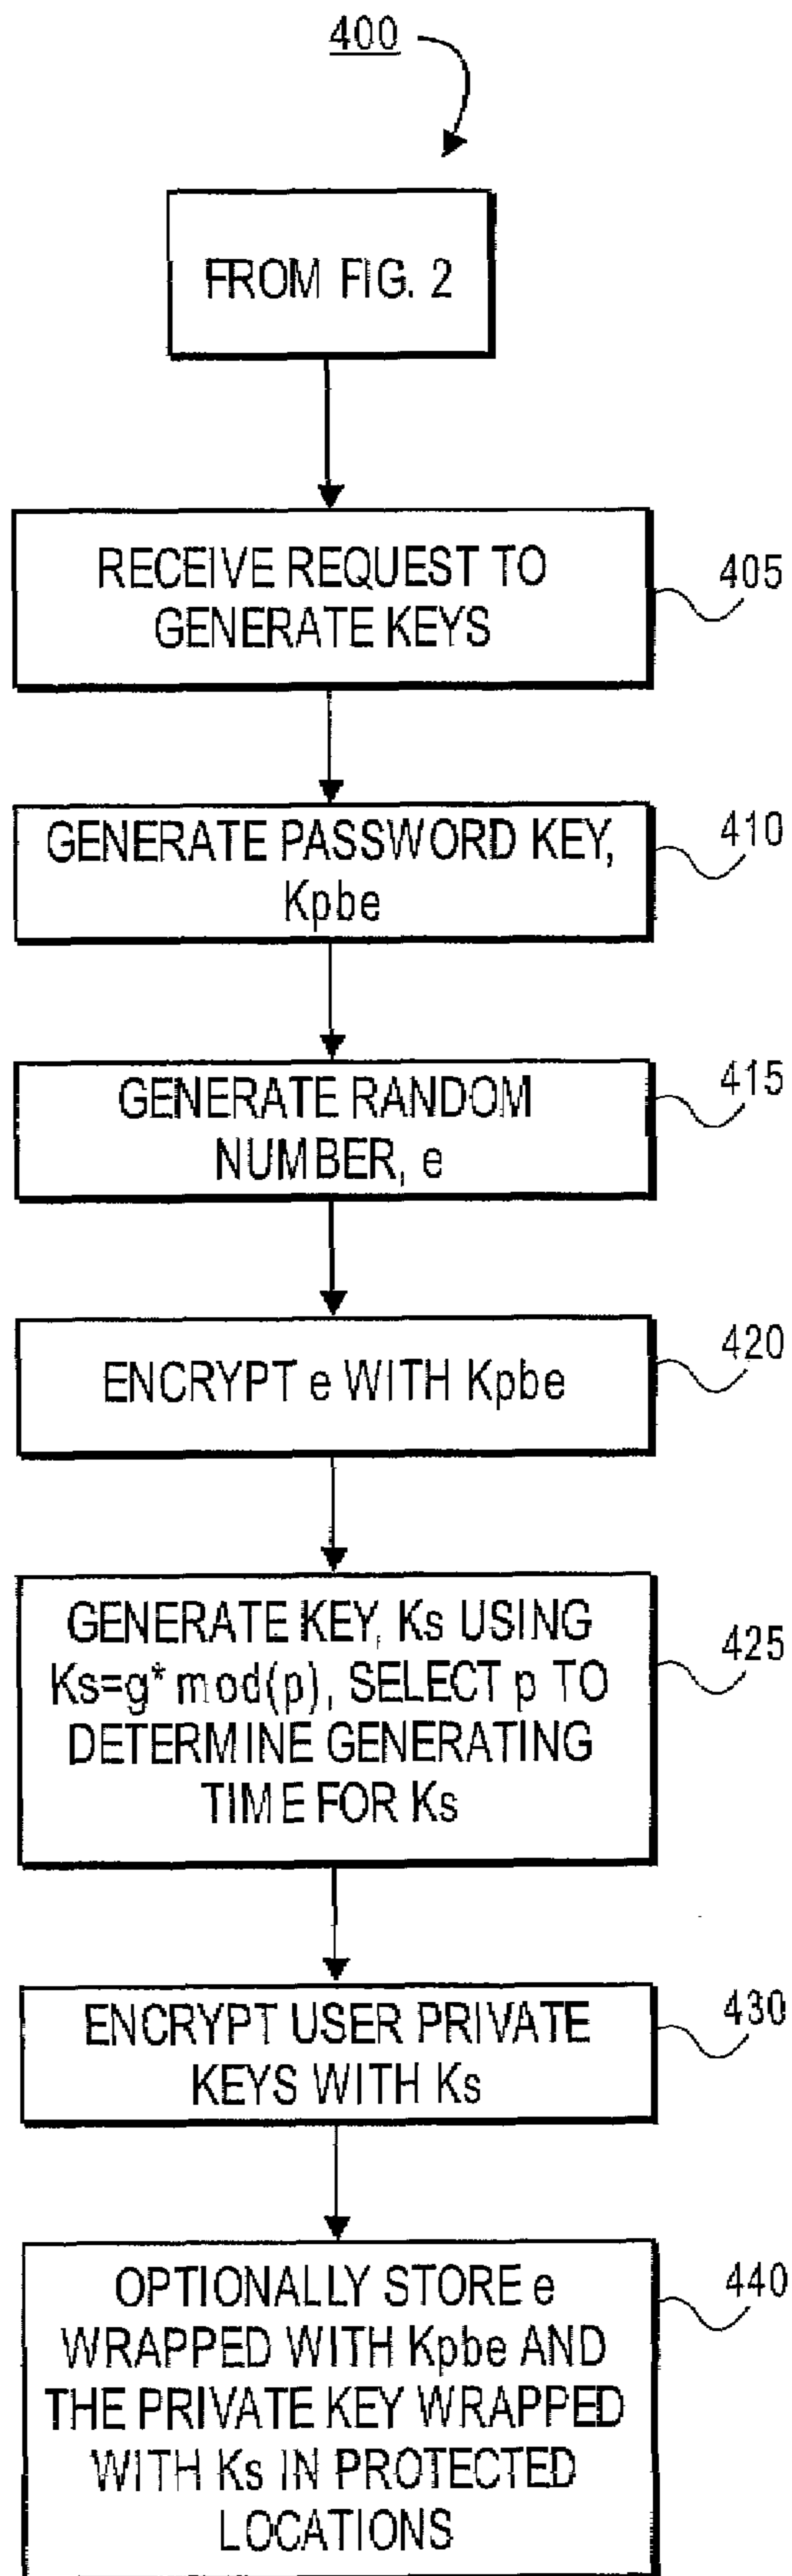 400
FROM FIG. 2
RECEIVE REQUEST TO
GENERATE KEYS
405
GENERATE PASSWORD KEY,
Kpbe
410
GENERATE RANDOM
NUMBER, e
415
ENCRYPT e WITH Kpbe
420
GENERATE KEY, Ks USING
Ks=g* mod(p), SELECT p TO
DETERMINE GENERATING
TIME FOR Ks
425
ENCRYPT USER PRIVATE
KEYS WITH Ks
430
OPTIONALLY STORE e
WRAPPED WITH Kpbe AND
THE PRIVATE KEY WRAPPED
WITH Ks IN PROTECTED
LOCATIONS
440